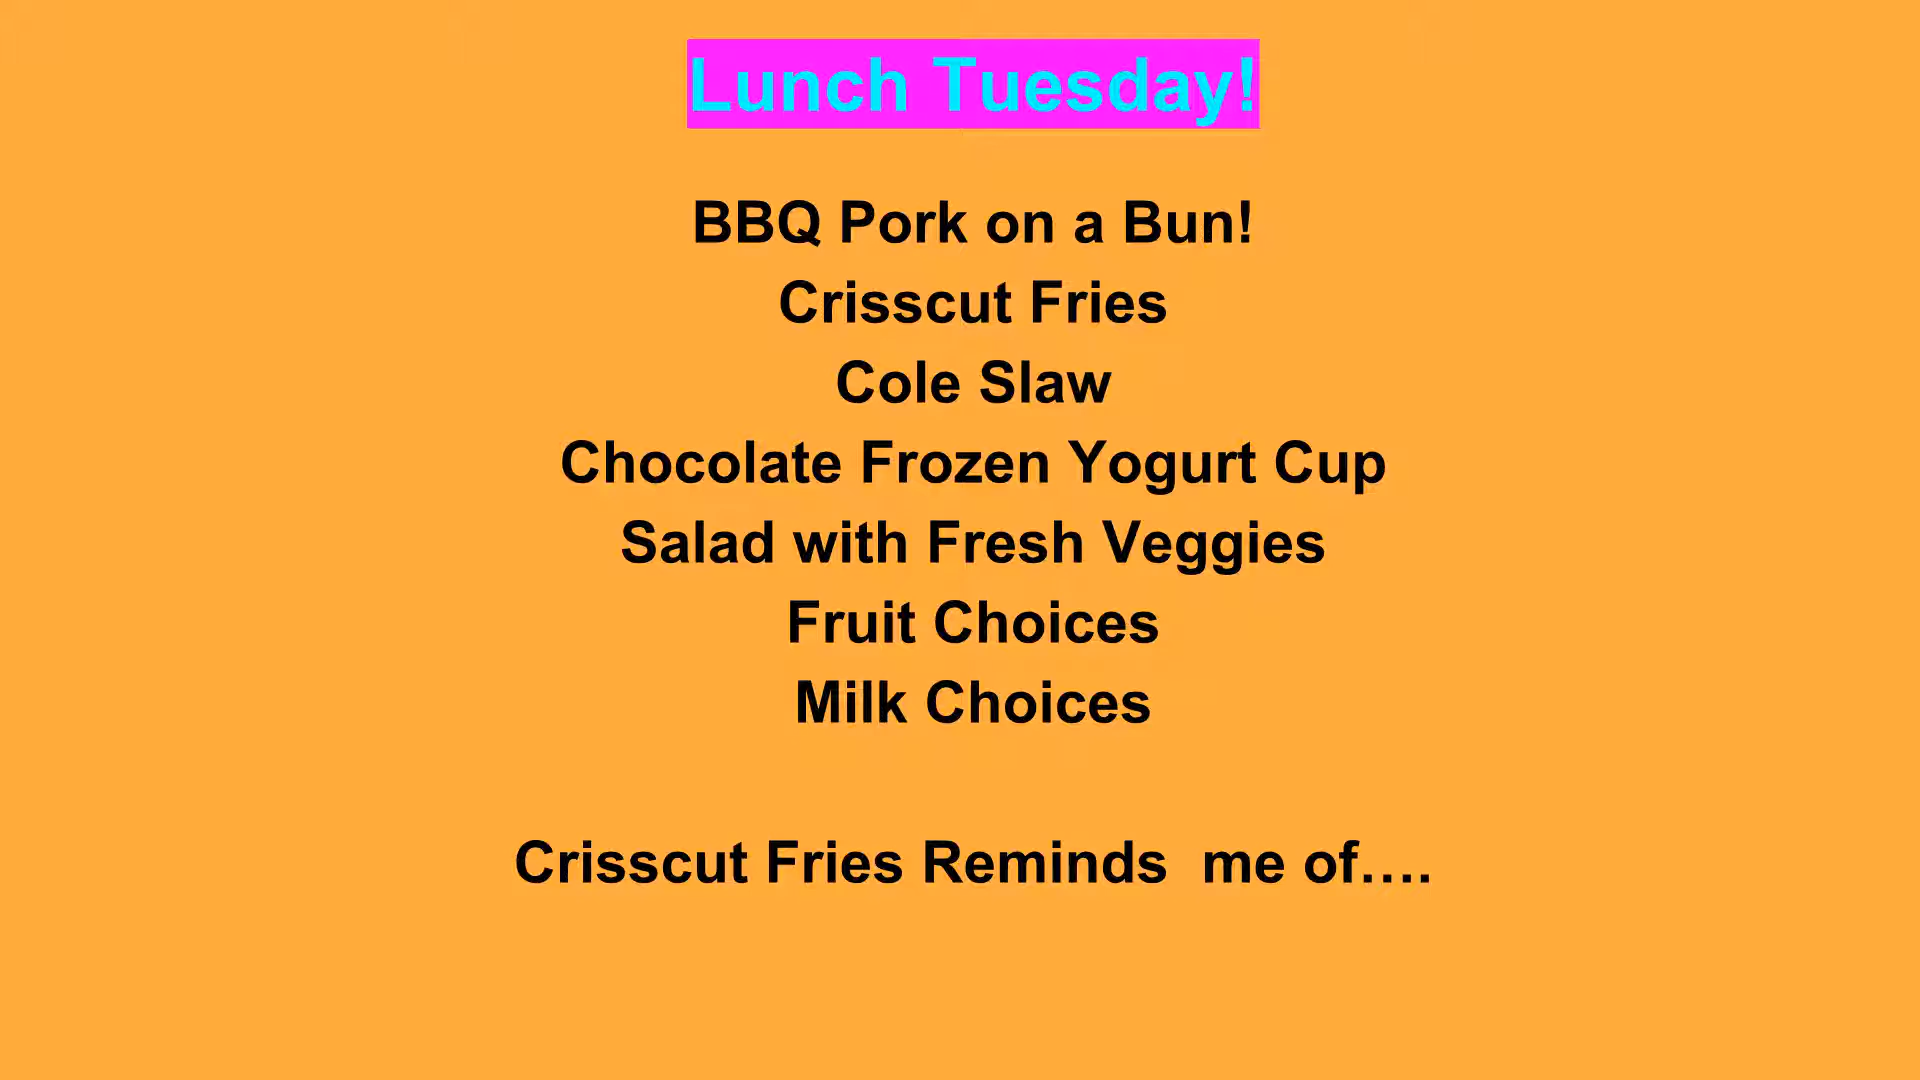 Lunch Tuesday!
BBQ Pork on a Bun!
Crisscut Fries
Cole Slaw
Chocolate Frozen Yogurt Cup
Salad with Fresh Veggies
Fruit Choices
Milk Choices
Crisscut Fries Reminds  me of….